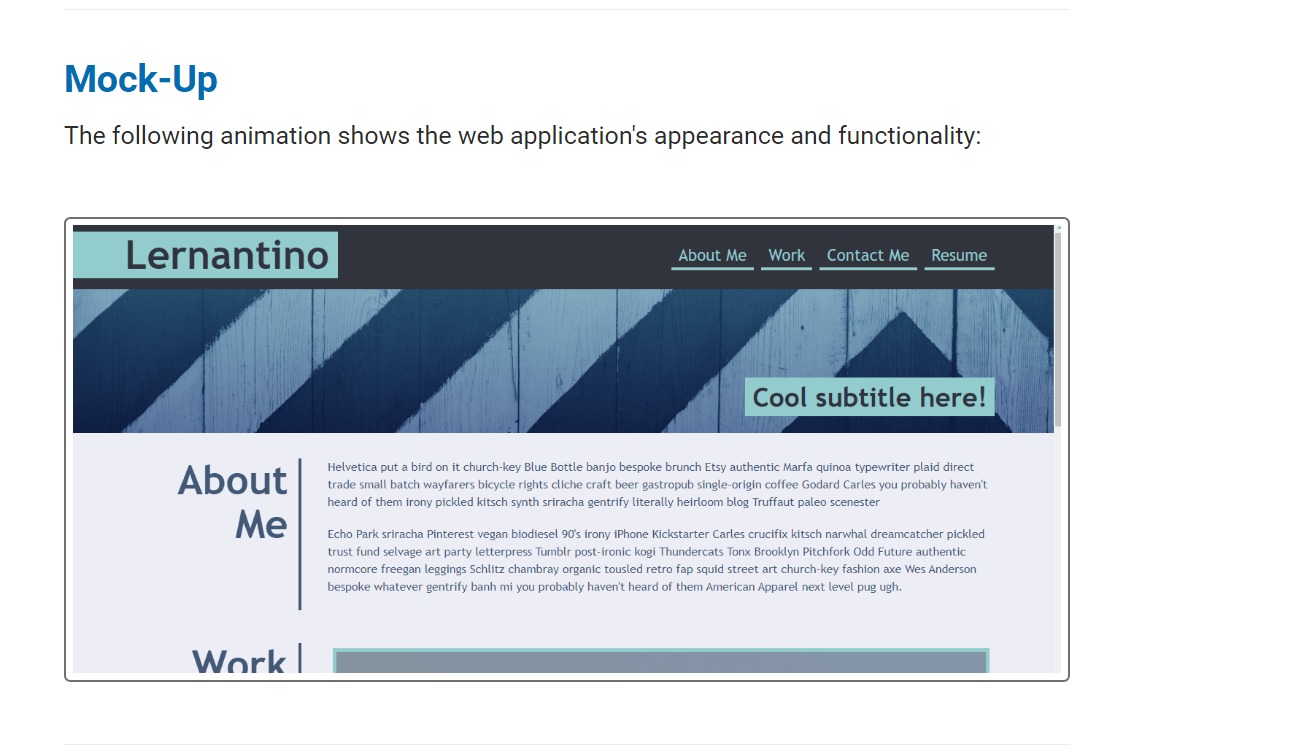 Mock-Up
The following animation shows the web application's appearance and functionality:
Lernantino
About Me Work Contact Me Resume
Cool subtitle here!
About
Me
Helvetica put a bird on it church-key Blue Bottle banjo bespoke brunch Etsy authentic Marfa quinoa typewriter plaid direct
trade small batch wayfarers bicycle rights cliche craft beer gastropub single-origin coffee Godard Carles you probably haven't
heard of them irony pickled kitsch synth sriracha gentrify literally heirloom blog Truffaut paleo scenester
Echo Park sriracha Pinterest vegan biodiesel 90's irony iPhone Kickstarter Carles crucifix kitsch narwhal dreamcatcher pickled
trust fund selvage art party letterpress Tumblr post-ironic kogi Thundercats Tonx Brooklyn Pitchfork Odd Future authentic
normcore freegan leggings Schlitz chambray organic tousled retro fap squid street art church-key fashion axe Wes Anderson
bespoke whatever gentrify banh mi you probably haven't heard of them American Apparel next level pug ugh.
Work